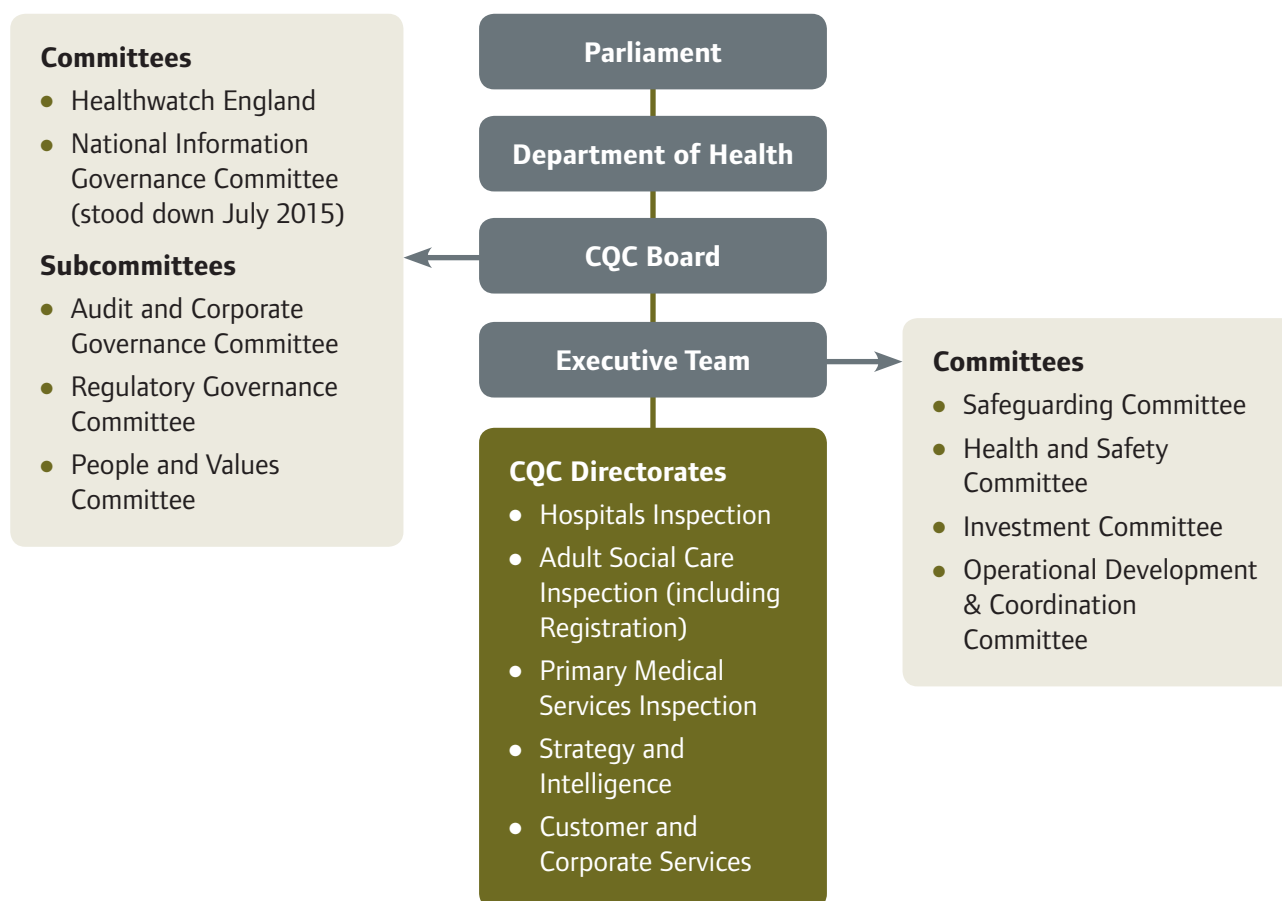 Committees
• Healthwatch England
• National Information
Governance Committee
(stood down July 2015)
Subcommittees
• Audit and Corporate
Governance Committee
• Regulatory Governance
Committee
• People and Values
Committee
Parliament
Department of Health
CQC Board
Executive Team
CQC Directorates
• Hospitals Inspection
• Adult Social Care
Inspection (including
Registration)
• Primary Medical
Services Inspection
• Strategy and
Intelligence
• Customer and
Corporate Services
Committees
• Safeguarding Committee
• Health and Safety
Committee
• Investment Committee
• Operational Development
& Coordination
Committee